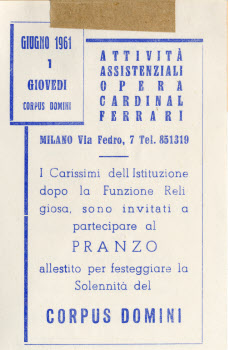 GIUGNO 1961
1
GIOVEDI
CORPUS DOMINI
ATTIVITÀ
ASSISTENZIALI
OPERA
CARDINAL
FERRARI
MILANO Via Fedro, 7 Tel. 851319
I Carissimi dell'Istituzione
dopo la Funzione Reli
giosa, sono invitati a
partecipare al
PRANZO
allestito per festeggiare la
Solennità del
CORPUS DOMINI